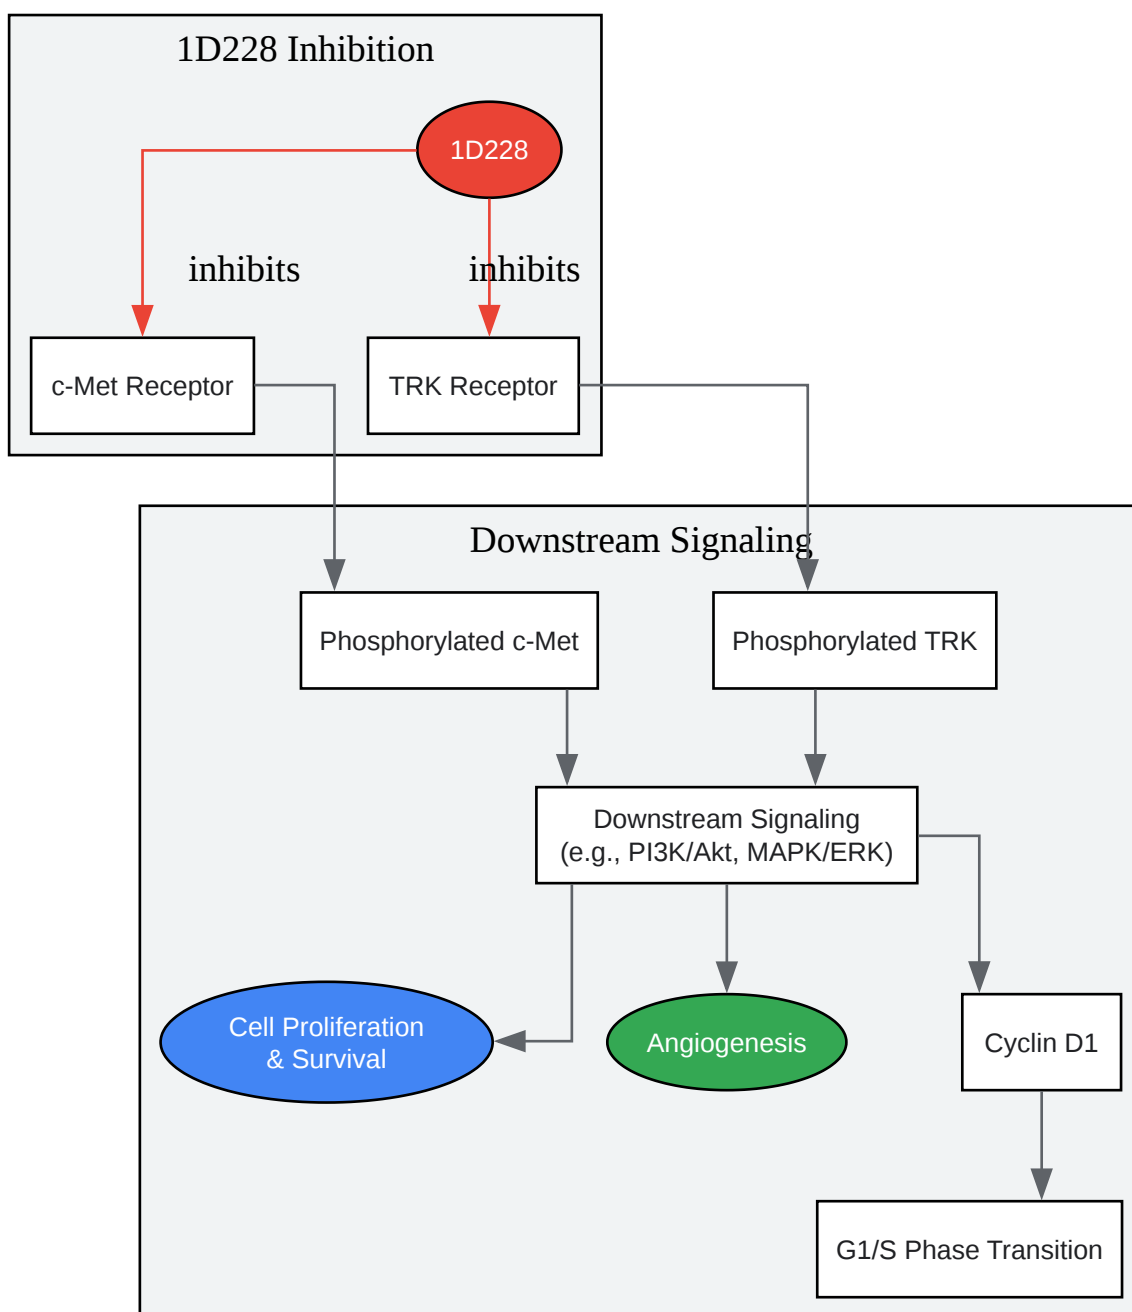 1D228 Inhibition
1D228
inhibits
inhibits
c-Met Receptor
TRK Receptor
Downstream Signaling
Phosphorylated c-Met
Phosphorylated TRK
Downstream Signaling
(e.g., PI3K/Akt, MAPK/ERK)
Cell Proliferation
& Survival
Angiogenesis
Cyclin D1
G1/S Phase Transition